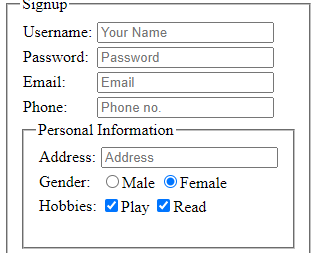 Signup
Username: Your Name
Password: Password
Email: Email
Phone: Phone no.
Personal Information
Address: Address
Gender: Male Female
Hobbies: Play Read